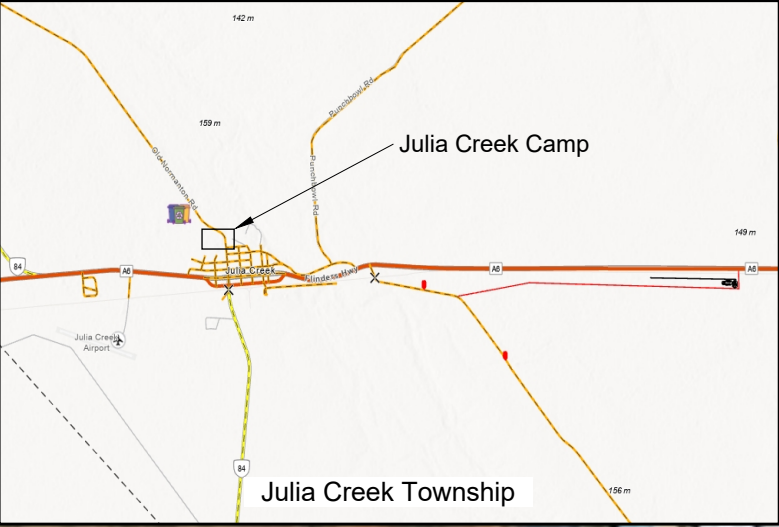 142 m
Punchbowl Rd
159 m
Julia Creek Camp
Old Normanton Rd
Punchbowl Rd
149 m
84
A6
Julia Creek
Flinders Hwy
A6
A6
Julia Creek
Airport
84
Julia Creek Township
156 m